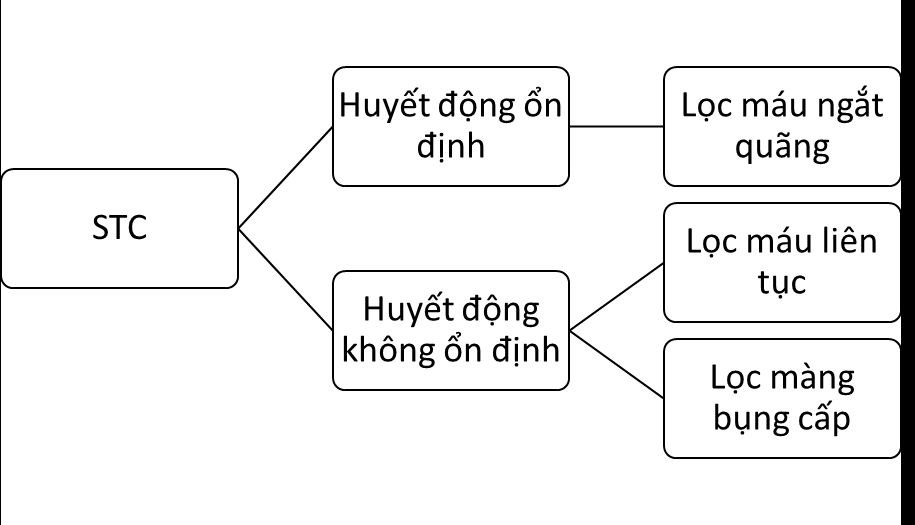 STC
Huyết động ổn
định
Lọc máu ngắt
quãng
Huyết động
không ổn định
Lọc máu liên
tục
Lọc màng
bụng cấp